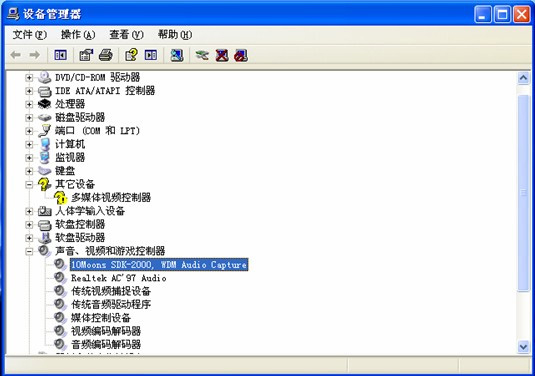 设备管理器
文件(F) 操作(A) 查看(V) 帮助(H)
DVD/CD-ROM 驱动器
IDE ATA/ATAPI 控制器
处理器
磁盘驱动器
端口 (COM 和 LPT)
计算机
监视器
键盘
其它设备
多媒体视频控制器
人体学输入设备
软盘控制器
软盘驱动器
声音、视频和游戏控制器
10Moons SDK-2000, WDM Audio Capture
Realtek AC'97 Audio
传统视频捕捉设备
传统音频驱动程序
媒体控制设备
视频编码解码器
音频编码解码器